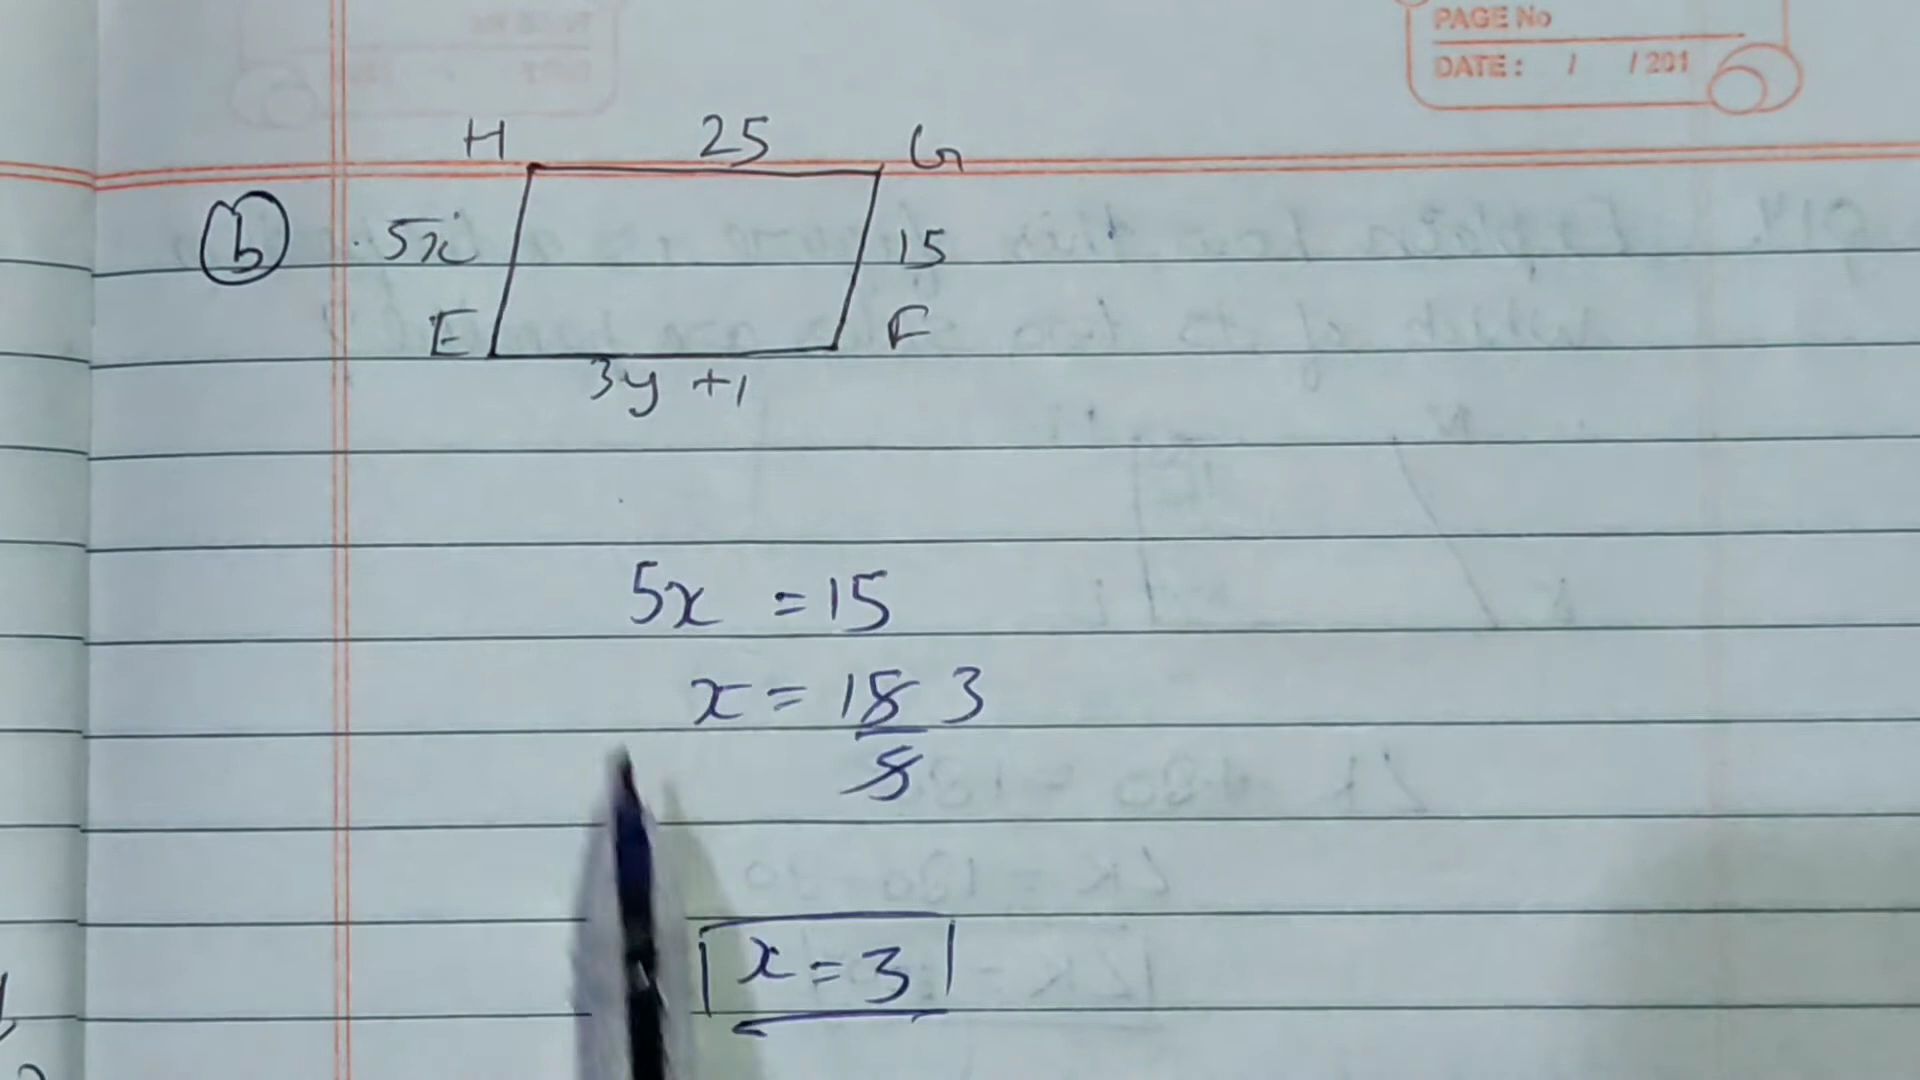 PAGE No
DATE: / / 201
H 25 G
b 5x 15
E F
3y +1
5x = 15
x = 15 3
5
x = 3